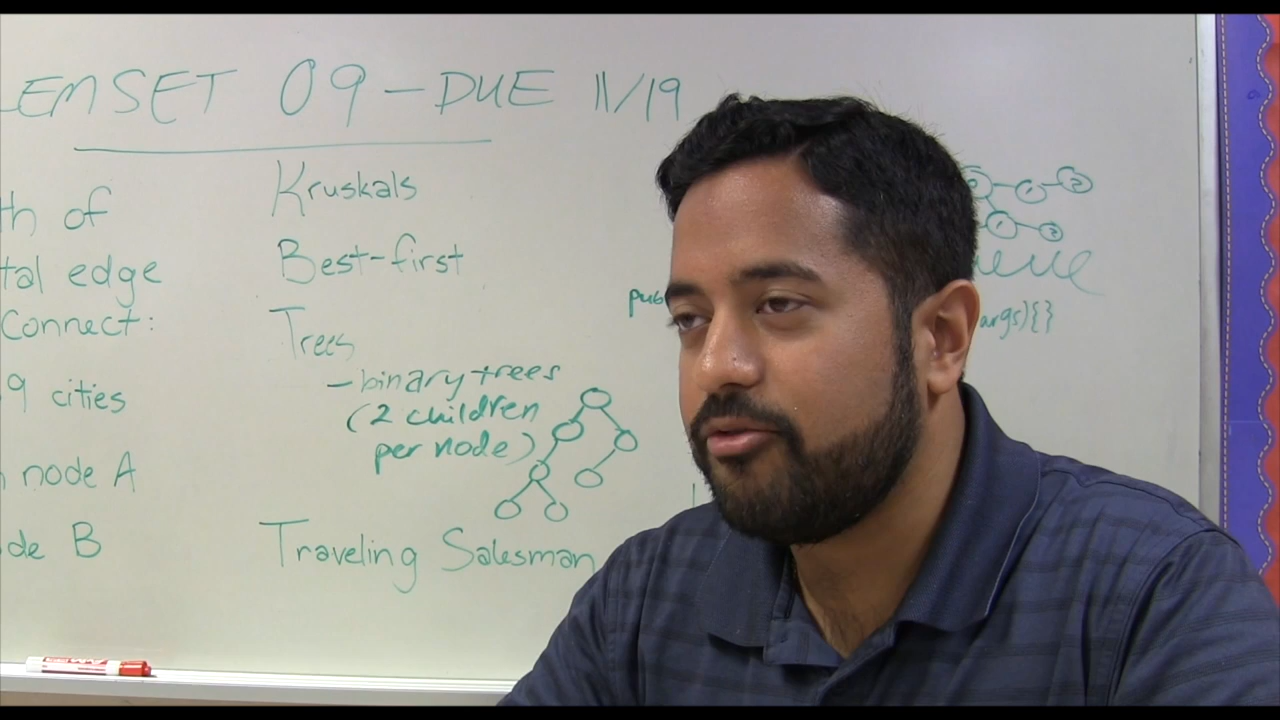 EMSET 09 - DUE 11/19
th of
tal edge
Connect:
9 cities
node A
de B
Kruskals
Best-first
Trees
- binary trees
(2 children
per node)
Traveling Salesman
pub
args){}